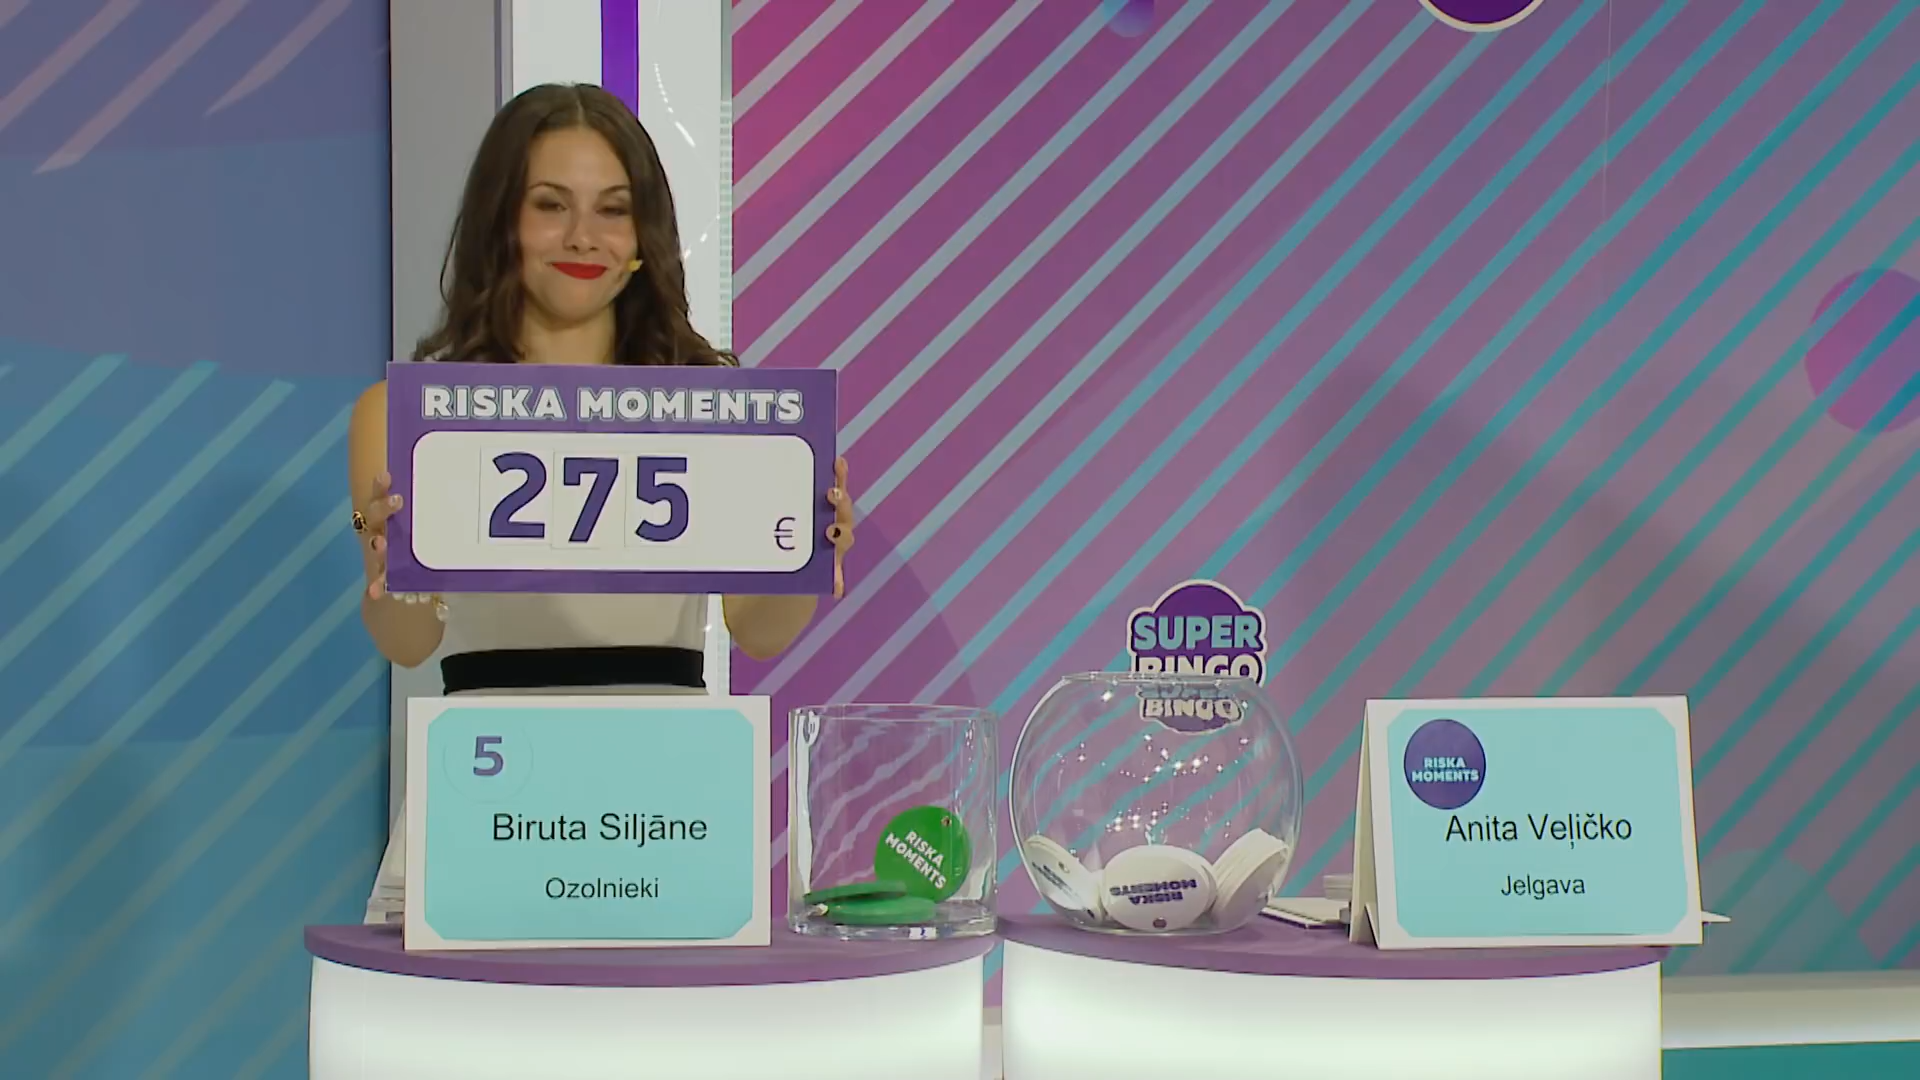 RISKA MOMENTS
275
€
SUPER
BINGO
SUPER
BINGO
5
Biruta Siljāne
Ozolnieki
RISKA
MOMENTS
RISKA
MOMENTS
RISKA
MOMENTS
Anita Veļičko
Jelgava